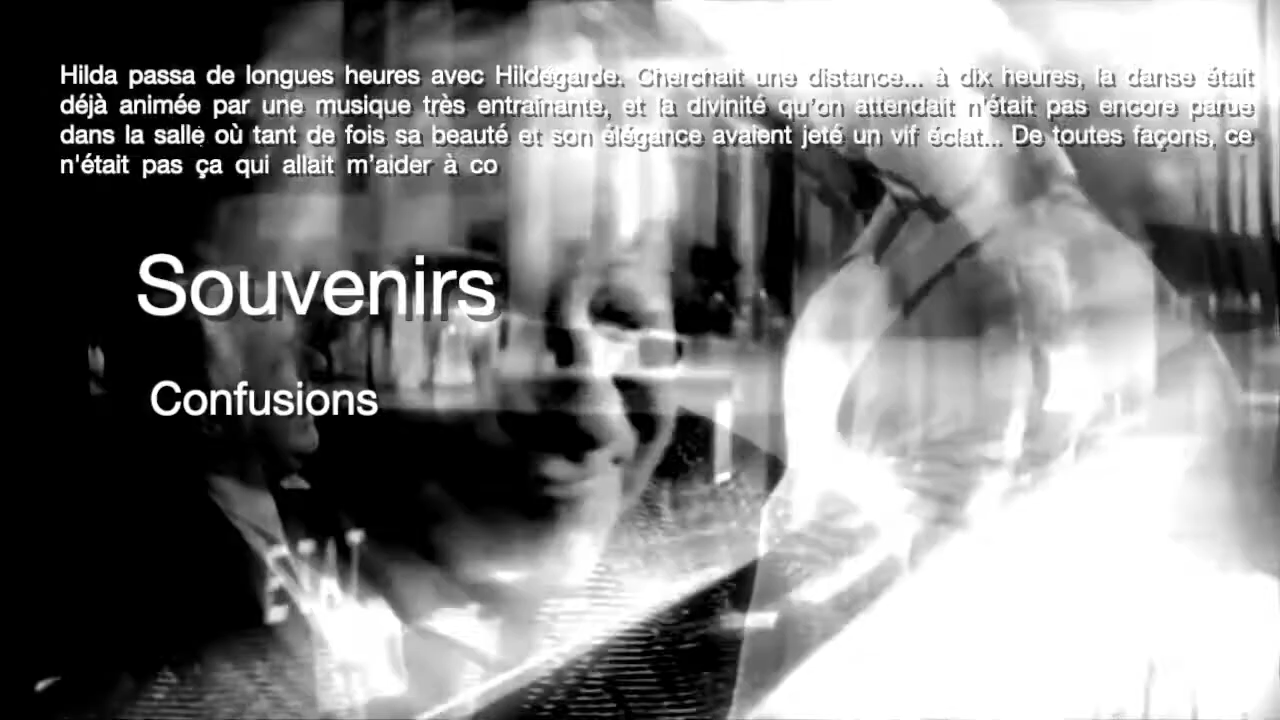 Hilda passa de longues heures avec Hildégarde. Cherchait une distance... à dix heures, la danse était
déjà animée par une musique très entraînante, et la divinité qu'on attendait n'était pas encore parue
dans la salle où tant de fois sa beauté et son élégance avaient jeté un vif éclat... De toutes façons, ce
n'était pas ça qui allait m'aider à co
Souvenirs
Confusions